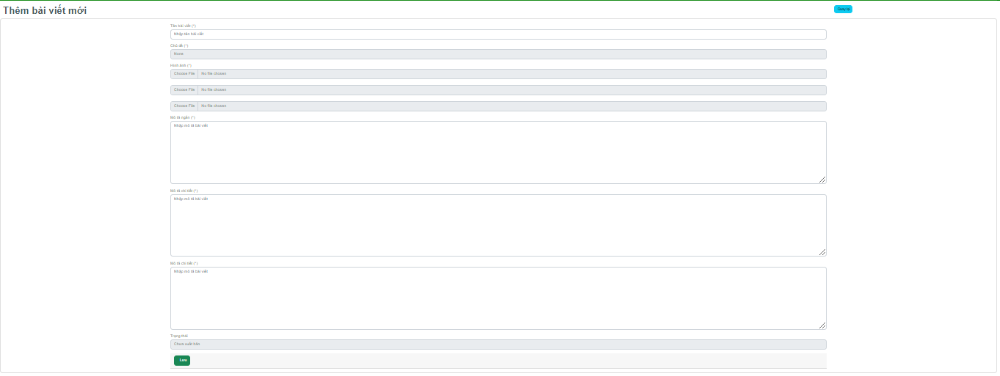 Thêm bài viết mới
Quay lại
Tên bài viết (*)
Nhập tên bài viết
Chủ đề (*)
None
Hình ảnh (*)
Choose File No file chosen
Choose File No file chosen
Choose File No file chosen
Mô tả ngắn (*)
Nhập mô tả bài viết
Mô tả chi tiết (*)
Nhập mô tả bài viết
Mô tả chi tiết (*)
Nhập mô tả bài viết
Trạng thái
Chưa xuất bản
Lưu